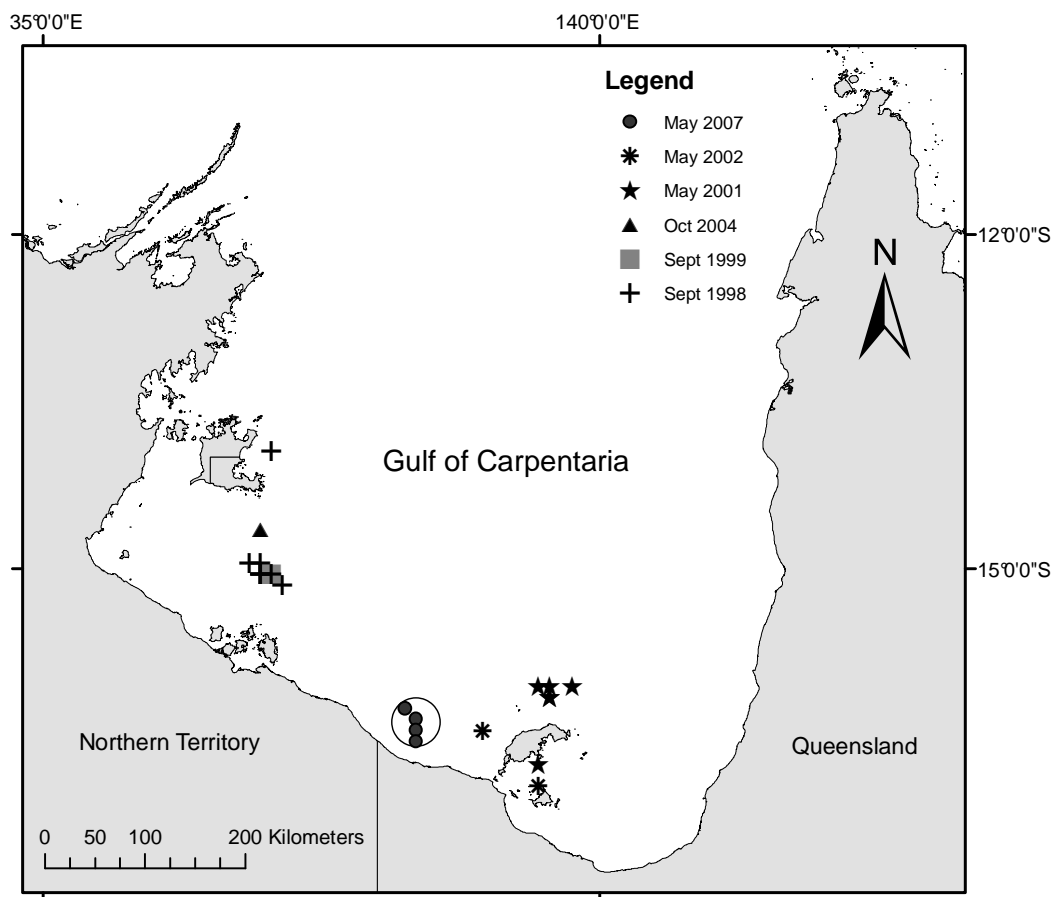 35°0'0"E
140°0'0"E
Legend
May 2007
May 2002
May 2001
Oct 2004
Sept 1999
Sept 1998
12°0'0"S
N
Gulf of Carpentaria
15°0'0"S
Northern Territory
Queensland
0 50 100 200 Kilometers